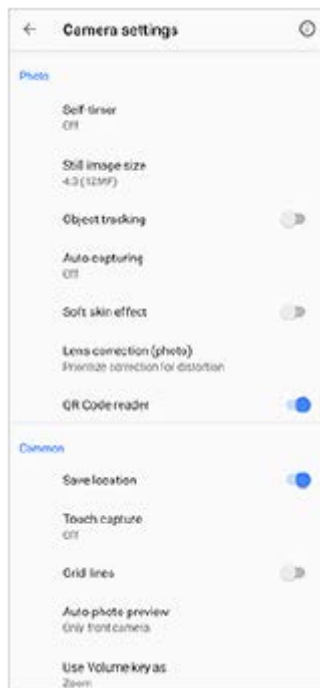 Camera settings
Photo
Self-timer
Off
Still image size
4:3 (12MP)
Object tracking
Auto capturing
Off
Soft skin effect
Lens correction (photo)
Prioritize correction for distortion
QR Code reader
Common
Save location
Touch capture
Off
Grid lines
Auto photo preview
Only front camera
Use Volume key as
Zoom